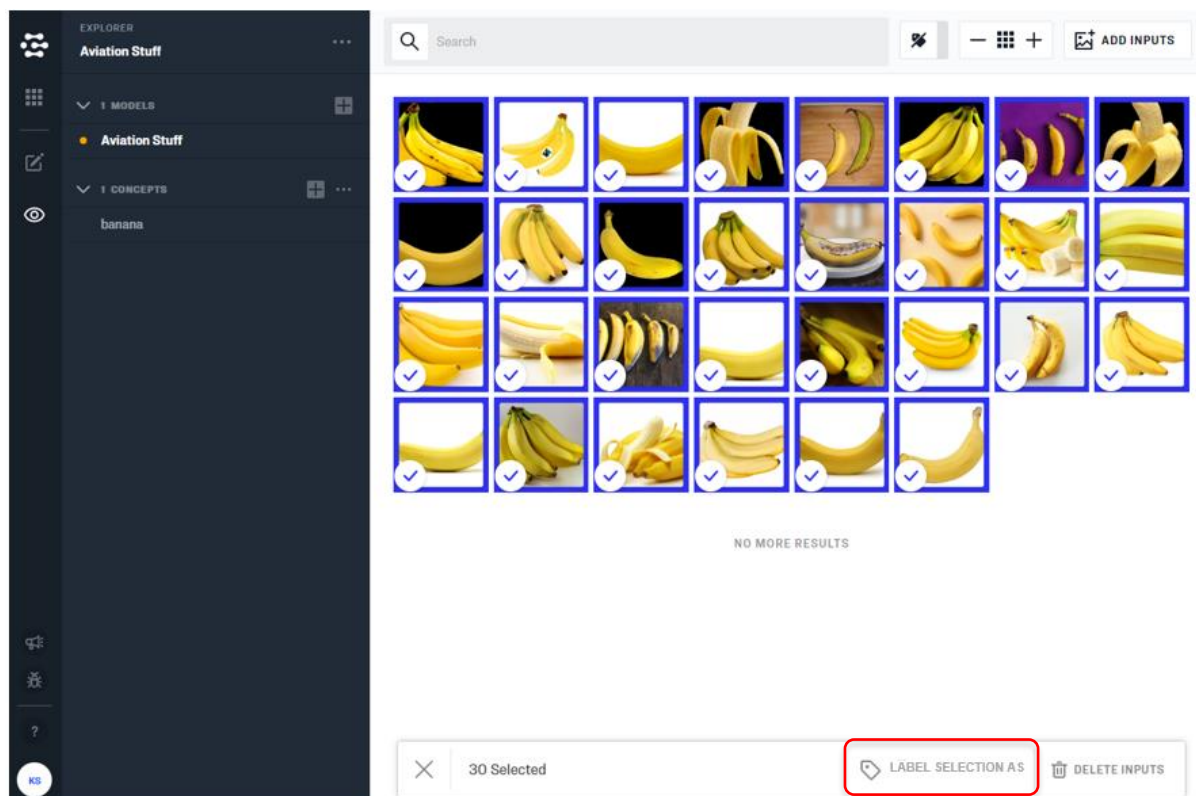 EXPLORER
Aviation Stuff
Search
ADD INPUTS
1 MODELS
Aviation Stuff
1 CONCEPTS
banana
NO MORE RESULTS
?
KS
30 Selected
LABEL SELECTION AS
DELETE INPUTS